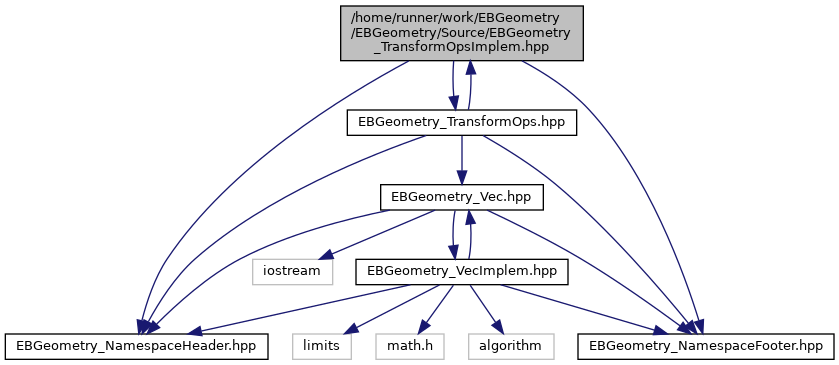 /home/runner/work/EBGeometry
/EBGeometry/Source/EBGeometry
_TransformOpsImplem.hpp
EBGeometry_TransformOps.hpp
EBGeometry_Vec.hpp
iostream
EBGeometry_VecImplem.hpp
EBGeometry_NamespaceHeader.hpp
limits
math.h
algorithm
EBGeometry_NamespaceFooter.hpp